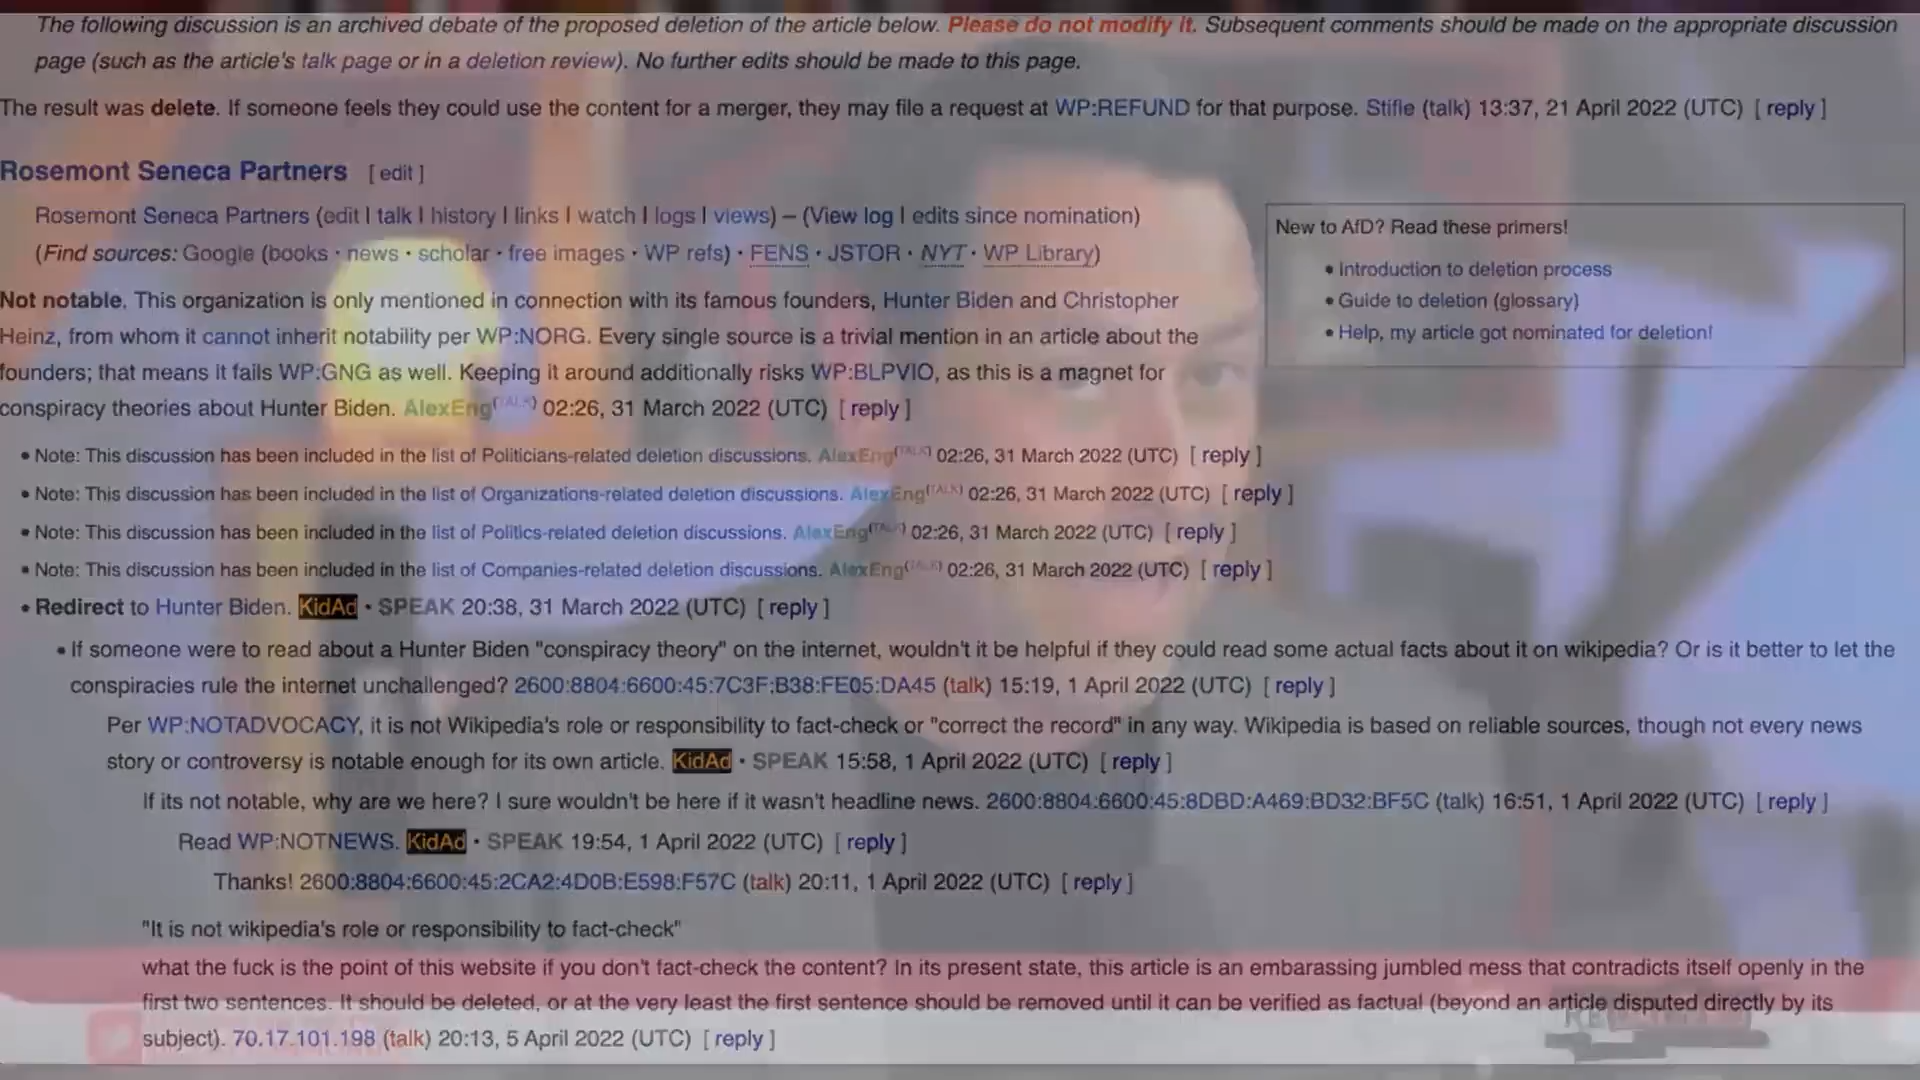 The following discussion is an archived debate of the proposed deletion of the article below. Please do not modify it. Subsequent comments should be made on the appropriate discussion
page (such as the article's talk page or in a deletion review). No further edits should be made to this page.
The result was delete. If someone feels they could use the content for a merger, they may file a request at WP:REFUND for that purpose. Stifle (talk) 13:37, 21 April 2022 (UTC) [ reply ]
Rosemont Seneca Partners [ edit ]
Rosemont Seneca Partners (edit | talk | history | links | watch | logs | views) – (View log | edits since nomination)
(Find sources: Google (books · news · scholar · free images · WP refs) · FENS · JSTOR · NYT · WP Library)
New to AfD? Read these primers!
• Introduction to deletion process
• Guide to deletion (glossary)
• Help, my article got nominated for deletion!
Not notable. This organization is only mentioned in connection with its famous founders, Hunter Biden and Christopher
Heinz, from whom it cannot inherit notability per WP:NORG. Every single source is a trivial mention in an article about the
founders; that means it fails WP:GNG as well. Keeping it around additionally risks WP:BLPVIO, as this is a magnet for
conspiracy theories about Hunter Biden. AlexEng(TALK) 02:26, 31 March 2022 (UTC) [ reply ]
• Note: This discussion has been included in the list of Politicians-related deletion discussions. AlexEng(TALK) 02:26, 31 March 2022 (UTC) [ reply ]
• Note: This discussion has been included in the list of Organizations-related deletion discussions. AlexEng(TALK) 02:26, 31 March 2022 (UTC) [ reply ]
• Note: This discussion has been included in the list of Politics-related deletion discussions. AlexEng(TALK) 02:26, 31 March 2022 (UTC) [ reply ]
• Note: This discussion has been included in the list of Companies-related deletion discussions. AlexEng(TALK) 02:26, 31 March 2022 (UTC) [ reply ]
• Redirect to Hunter Biden. KidAd • SPEAK 20:38, 31 March 2022 (UTC) [ reply ]
• If someone were to read about a Hunter Biden "conspiracy theory" on the internet, wouldn't it be helpful if they could read some actual facts about it on wikipedia? Or is it better to let the
conspiracies rule the internet unchallenged? 2600:8804:6600:45:7C3F:B38:FE05:DA45 (talk) 15:19, 1 April 2022 (UTC) [ reply ]
Per WP:NOTADVOCACY, it is not Wikipedia's role or responsibility to fact-check or "correct the record" in any way. Wikipedia is based on reliable sources, though not every news
story or controversy is notable enough for its own article. KidAd • SPEAK 15:58, 1 April 2022 (UTC) [ reply ]
If its not notable, why are we here? I sure wouldn't be here if it wasn't headline news. 2600:8804:6600:45:8DBD:A469:BD32:BF5C (talk) 16:51, 1 April 2022 (UTC) [ reply ]
Read WP:NOTNEWS. KidAd • SPEAK 19:54, 1 April 2022 (UTC) [ reply ]
Thanks! 2600:8804:6600:45:2CA2:4D0B:E598:F57C (talk) 20:11, 1 April 2022 (UTC) [ reply ]
"It is not wikipedia's role or responsibility to fact-check"
what the fuck is the point of this website if you don't fact-check the content? In its present state, this article is an embarassing jumbled mess that contradicts itself openly in the
first two sentences. It should be deleted, or at the very least the first sentence should be removed until it can be verified as factual (beyond an article disputed directly by its
subject). 70.17.101.198 (talk) 20:13, 5 April 2022 (UTC) [ reply ]